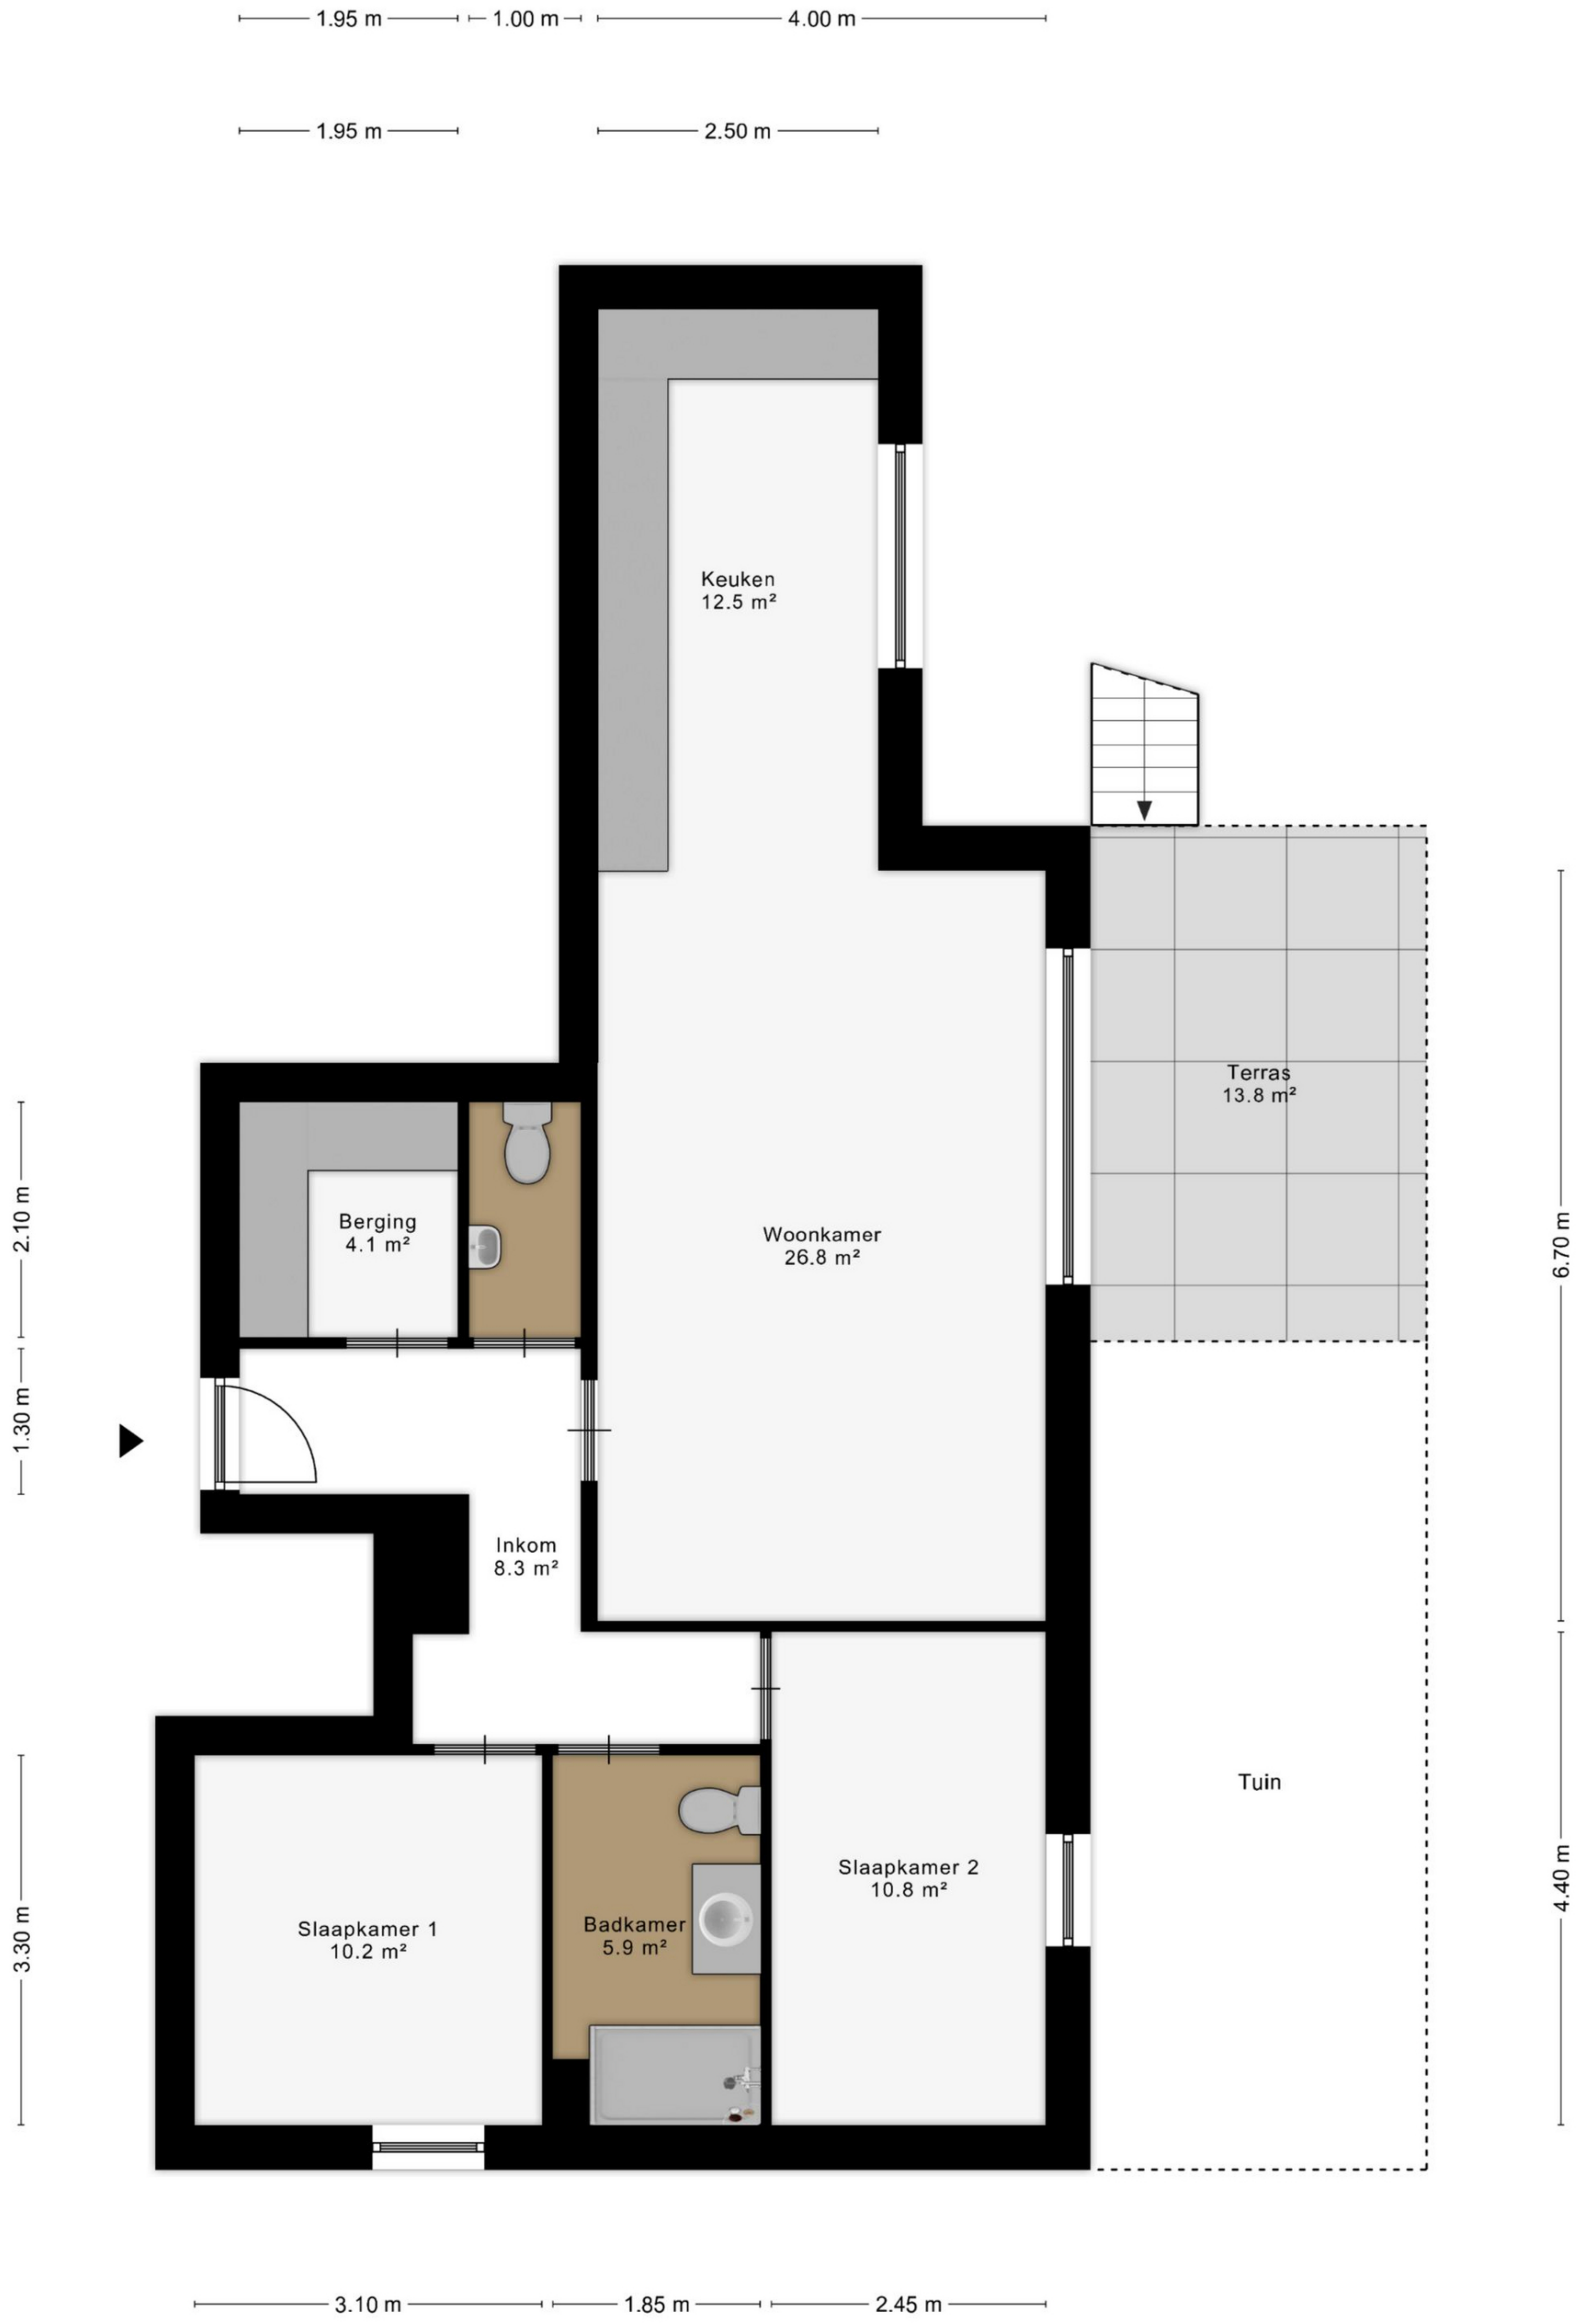 1.95 m
1.00 m
4.00 m
1.95 m
2.50 m
Keuken
12.5 m²
Terras
13.8 m²
2.10 m
Berging
4.1 m²
Woonkamer
26.8 m²
6.70 m
1.30 m
Inkom
8.3 m²
Tuin
Slaapkamer 2
10.8 m²
4.40 m
Slaapkamer 1
10.2 m²
Badkamer
5.9 m²
3.30 m
3.10 m
1.85 m
2.45 m